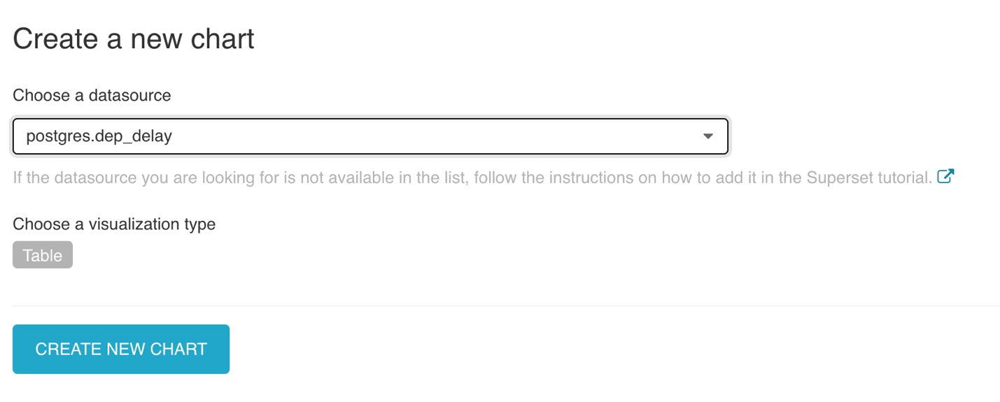 Create a new chart
Choose a datasource
postgres.dep_delay
If the datasource you are looking for is not available in the list, follow the instructions on how to add it in the Superset tutorial.
Choose a visualization type
Table
CREATE NEW CHART